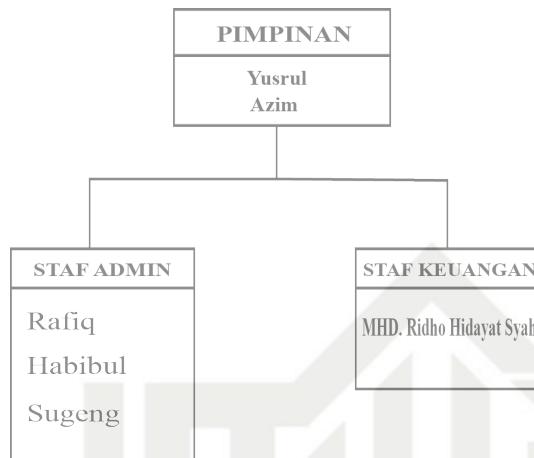 PIMPINAN
Yusrul
Azim
STAF ADMIN
Rafiq
Habibul
Sugeng
STAF KEUANGAN
MHD. Ridho Hidayat Syah